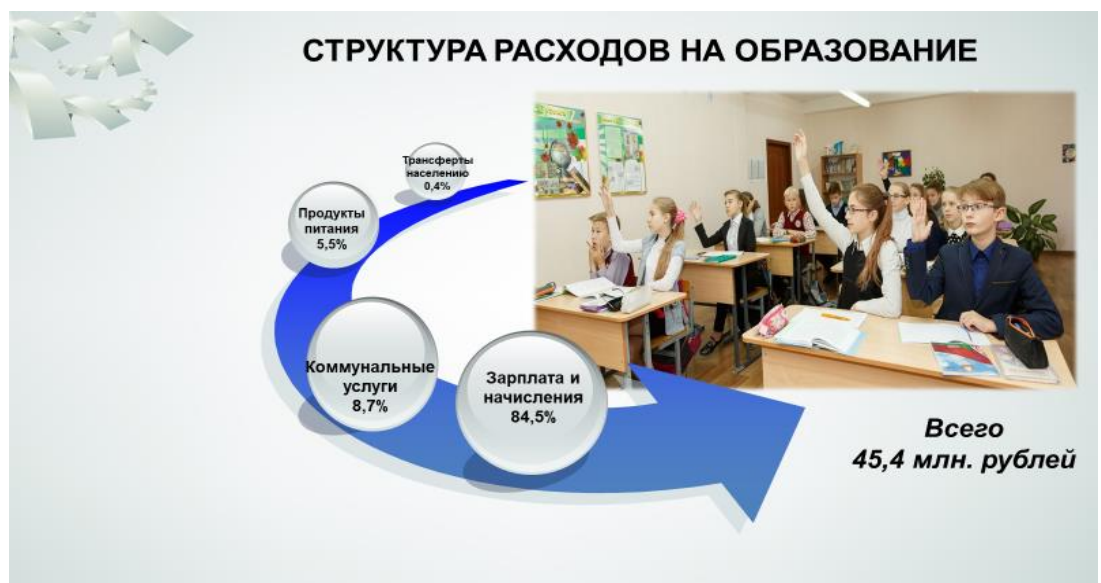 СТРУКТУРА РАСХОДОВ НА ОБРАЗОВАНИЕ
Трансферты
населению
0,4%
Продукты
питания
5,5%
Коммунальные
услуги
8,7%
Зарплата и
начисления
84,5%
Всего
45,4 млн. рублей